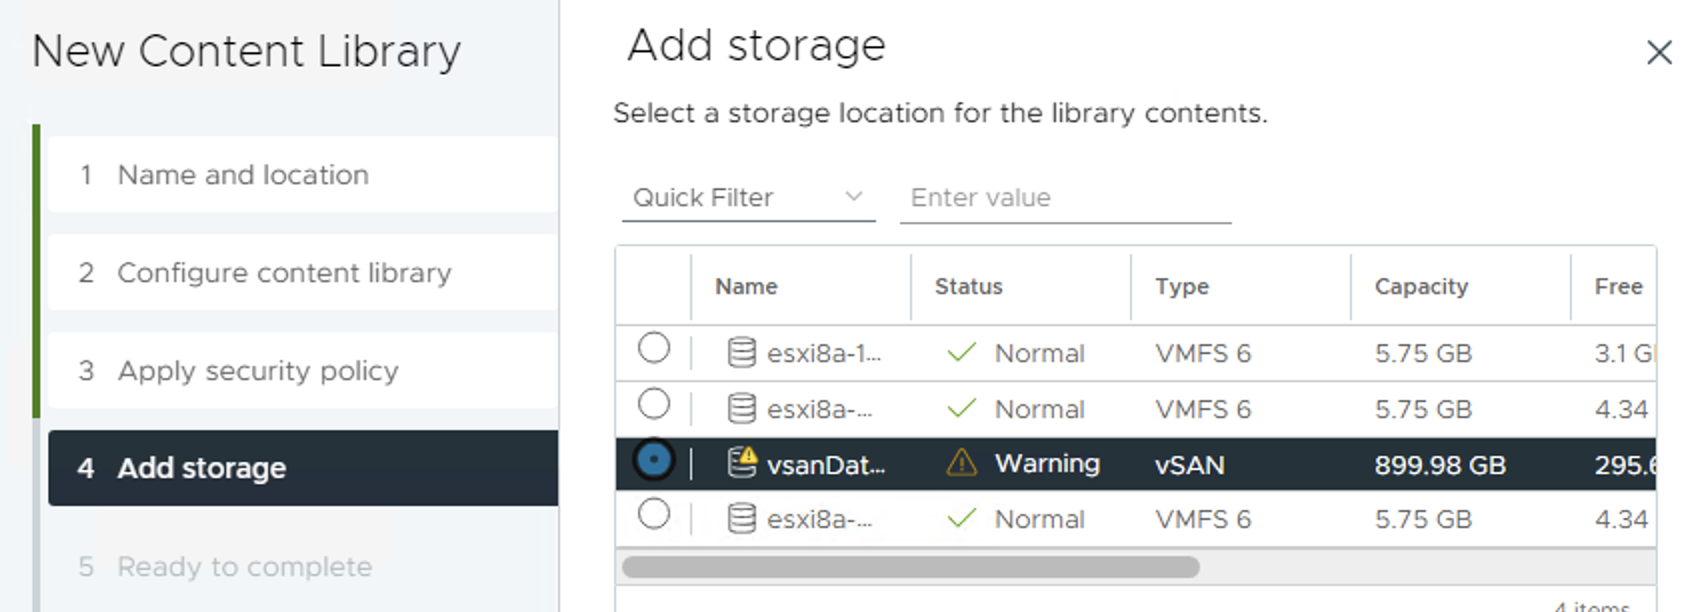 New Content Library
1 Name and location
2 Configure content library
3 Apply security policy
4 Add storage
5 Ready to complete
Add storage
Select a storage location for the library contents.
Quick Filter Enter value
Name Status Type Capacity Free
esxi8a-1... Normal VMFS 6 5.75 GB 3.1 G
esxi8a-... Normal VMFS 6 5.75 GB 4.34
vsanDat... Warning vSAN 899.98 GB 295.6
esxi8a-... Normal VMFS 6 5.75 GB 4.34
4 items